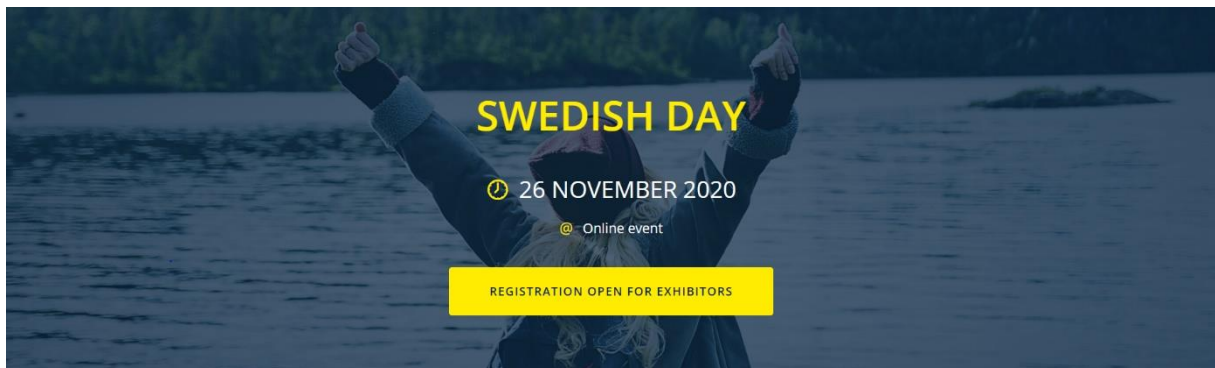 SWEDISH DAY
26 NOVEMBER 2020
@ Online event
REGISTRATION OPEN FOR EXHIBITORS